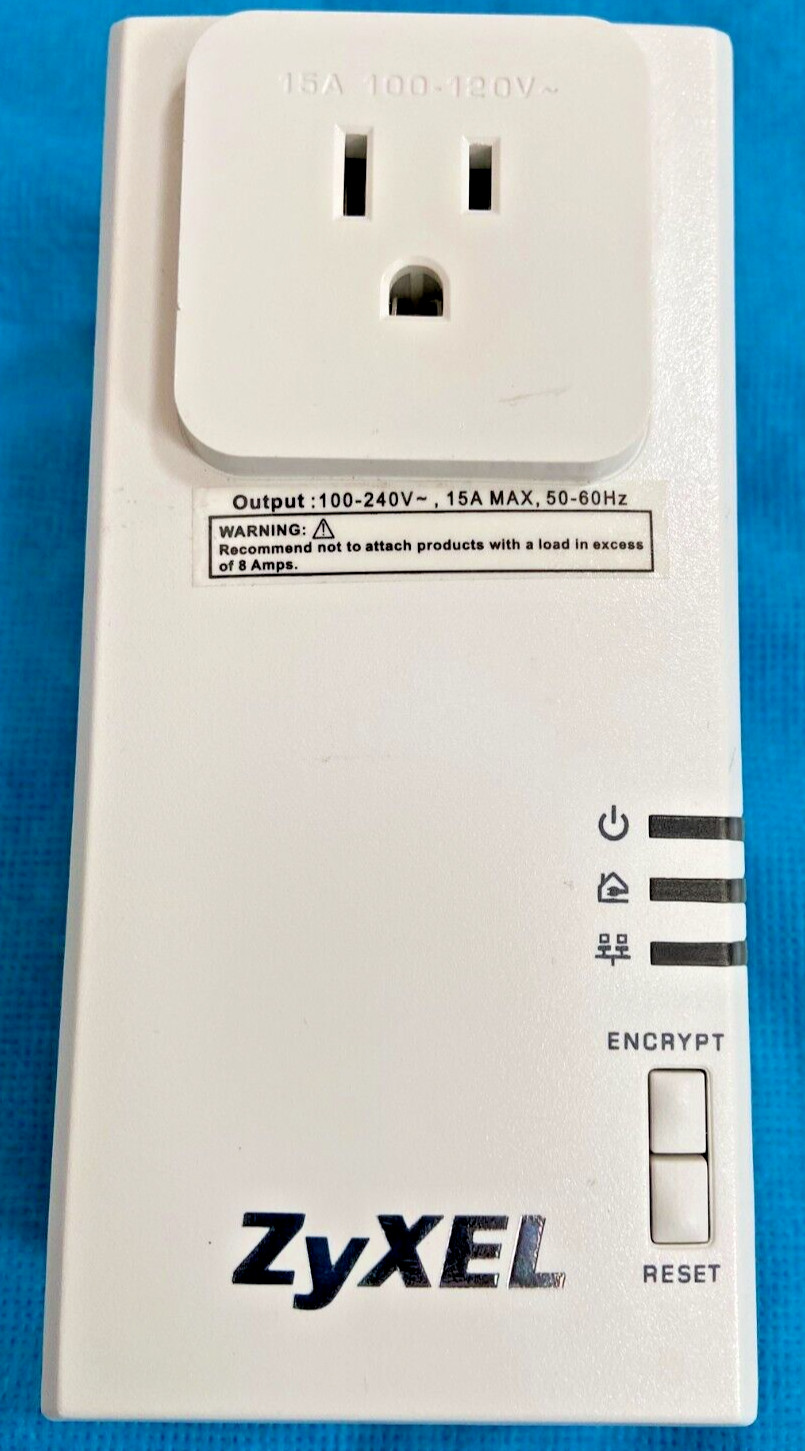 15A 100-120V~
Output :100-240V~ , 15A MAX, 50-60Hz
WARNING: ⚠
Recommend not to attach products with a load in excess
of 8 Amps.
ENCRYPT
ZyXEL
RESET